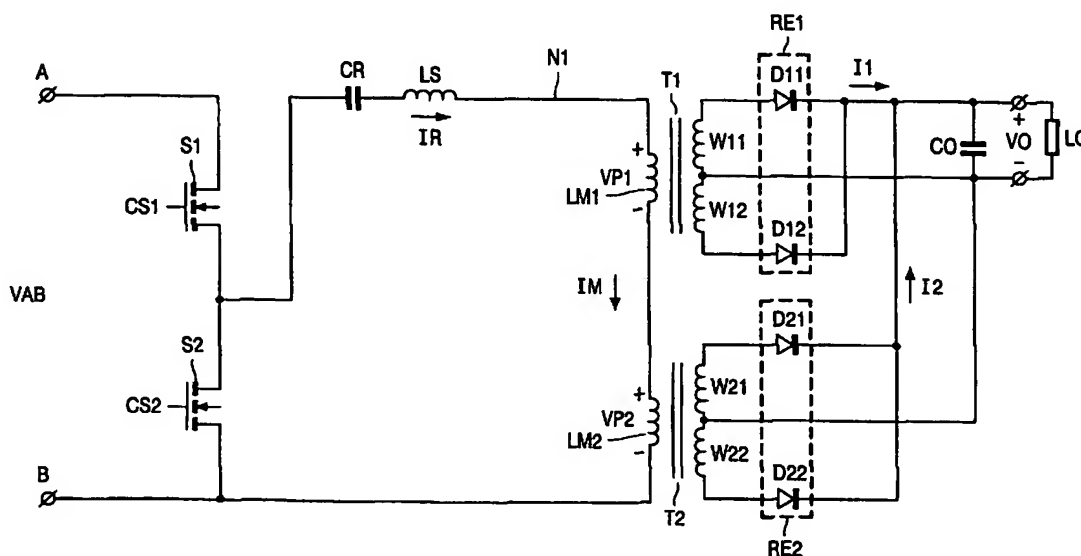 RE1
A
CR
LS
N1
T1
D11
I1
IR
S1
W11
+
CO
VO
-
+
CS1
VP1
LM1
-
W12
D12
VAB
IM
I2
S2
D21
+
W21
CS2
VP2
LM2
-
W22
B
D22
T2
RE2